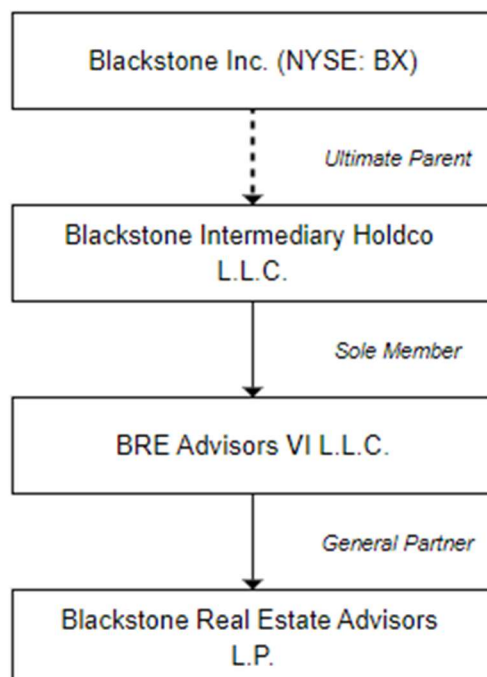 Blackstone Inc. (NYSE: BX)
Ultimate Parent
Blackstone Intermediary Holdco
L.L.C.
Sole Member
BRE Advisors VI L.L.C.
General Partner
Blackstone Real Estate Advisors
L.P.